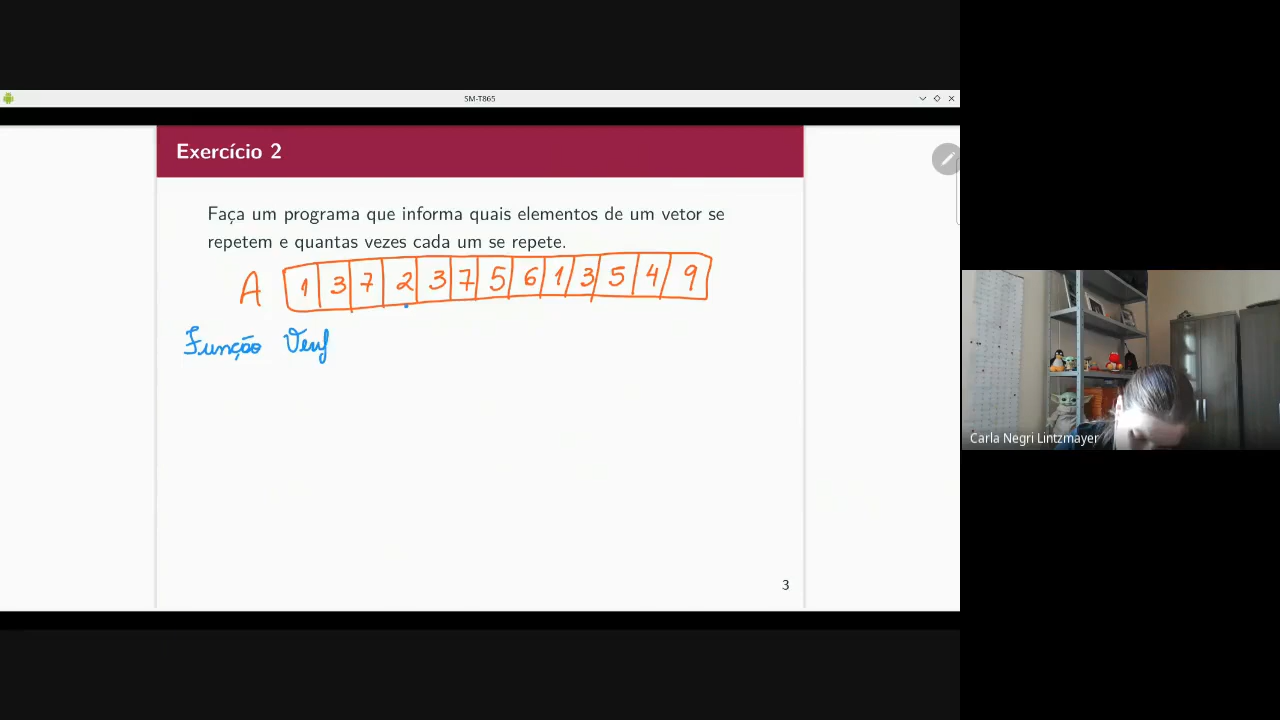 SM-T865
Exercício 2
Faça um programa que informa quais elementos de um vetor se
repetem e quantas vezes cada um se repete.
A 1 3 7 2 3 7 5 6 1 3 5 4 9
Função Verif
3
Carla Negri Lintzmayer